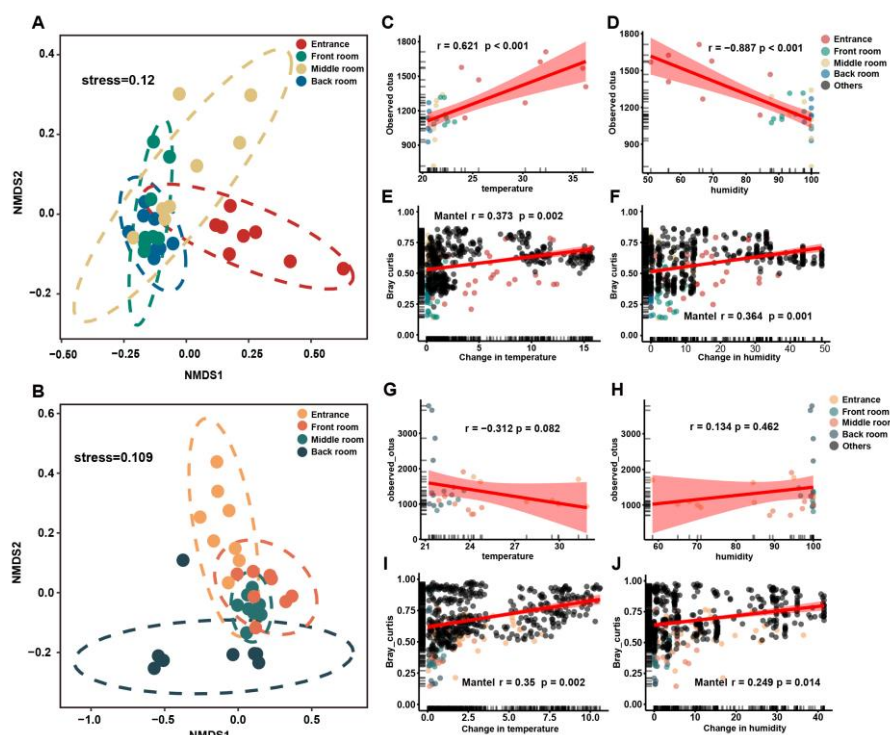 A
stress=0.12
Entrance
Front room
Middle room
Back room
NMDS2
0.4
0.2
0.0
−0.2
−0.50
−0.25
0.00
0.25
0.50
NMDS1
C
r = 0.621 p < 0.001
Observed otus
1800
1500
1200
900
20
25
30
35
temperature
D
r = −0.887 p < 0.001
Observed otus
1800
1500
1200
900
50
60
70
80
90
100
humidity
Entrance
Front room
Middle room
Back room
Others
E
Mantel r = 0.373 p = 0.002
Bray curtis
1.00
0.75
0.50
0.25
0.00
0
5
10
15
Change in temperature
F
Mantel r = 0.364 p = 0.001
Bray curtis
1.00
0.75
0.50
0.25
0.00
0
10
20
30
40
50
Change in humidity
B
stress=0.109
Entrance
Front room
Middle room
Back room
NMDS2
0.6
0.4
0.2
0.0
−0.2
−1.0
−0.5
0.0
0.5
NMDS1
G
r = −0.312 p = 0.082
observed_otus
3000
2000
1000
0
21
24
27
30
temperature
H
r = 0.134 p = 0.462
observed_otus
3000
2000
1000
0
60
70
80
90
100
humidity
Entrance
Front room
Middle room
Back room
Others
I
Mantel r = 0.35 p = 0.002
Bray_curtis
1.00
0.75
0.50
0.25
0.00
0.0
2.5
5.0
7.5
10.0
Change in temperature
J
Mantel r = 0.249 p = 0.014
Bray_curtis
1.00
0.75
0.50
0.25
0.00
0
10
20
30
40
Change in humidity